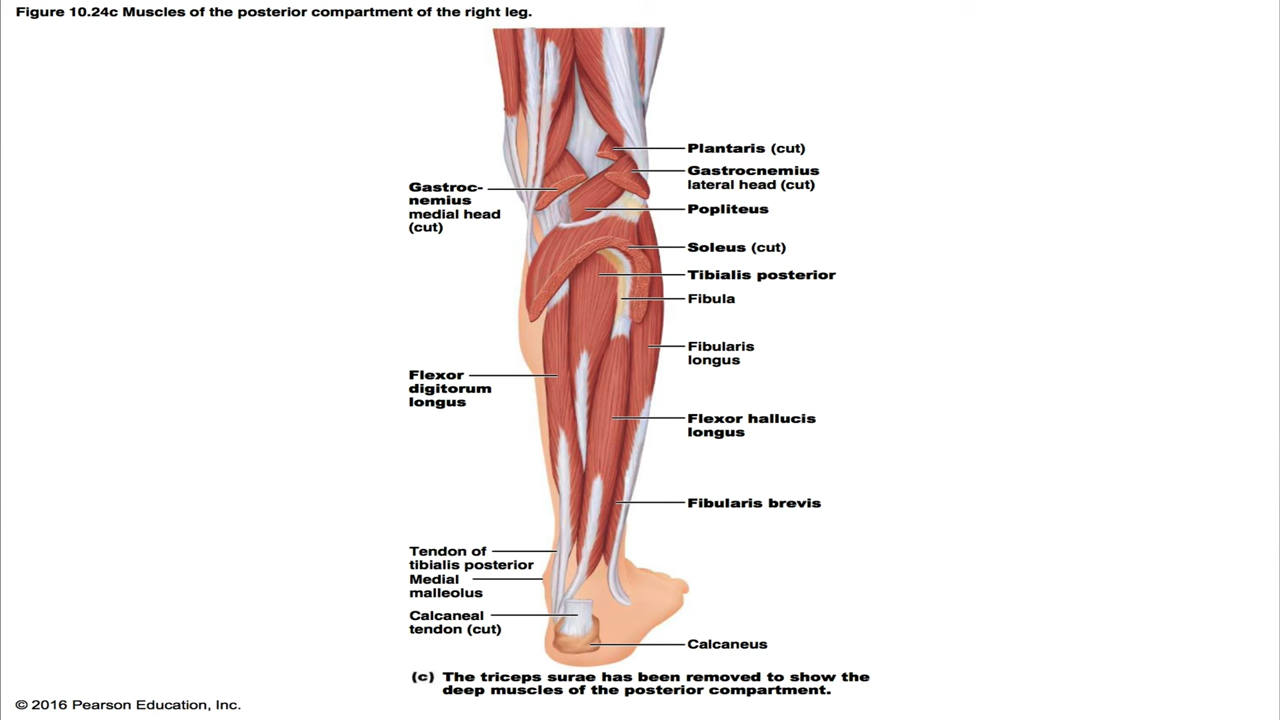 Figure 10.24c Muscles of the posterior compartment of the right leg.
Plantaris (cut)
Gastrocnemius
lateral head (cut)
Gastroc-
nemius
medial head
(cut)
Popliteus
Soleus (cut)
Tibialis posterior
Fibula
Fibularis
longus
Flexor
digitorum
longus
Flexor hallucis
longus
Fibularis brevis
Tendon of
tibialis posterior
Medial
malleolus
Calcaneal
tendon (cut)
Calcaneus
(c) The triceps surae has been removed to show the
deep muscles of the posterior compartment.
© 2016 Pearson Education, Inc.